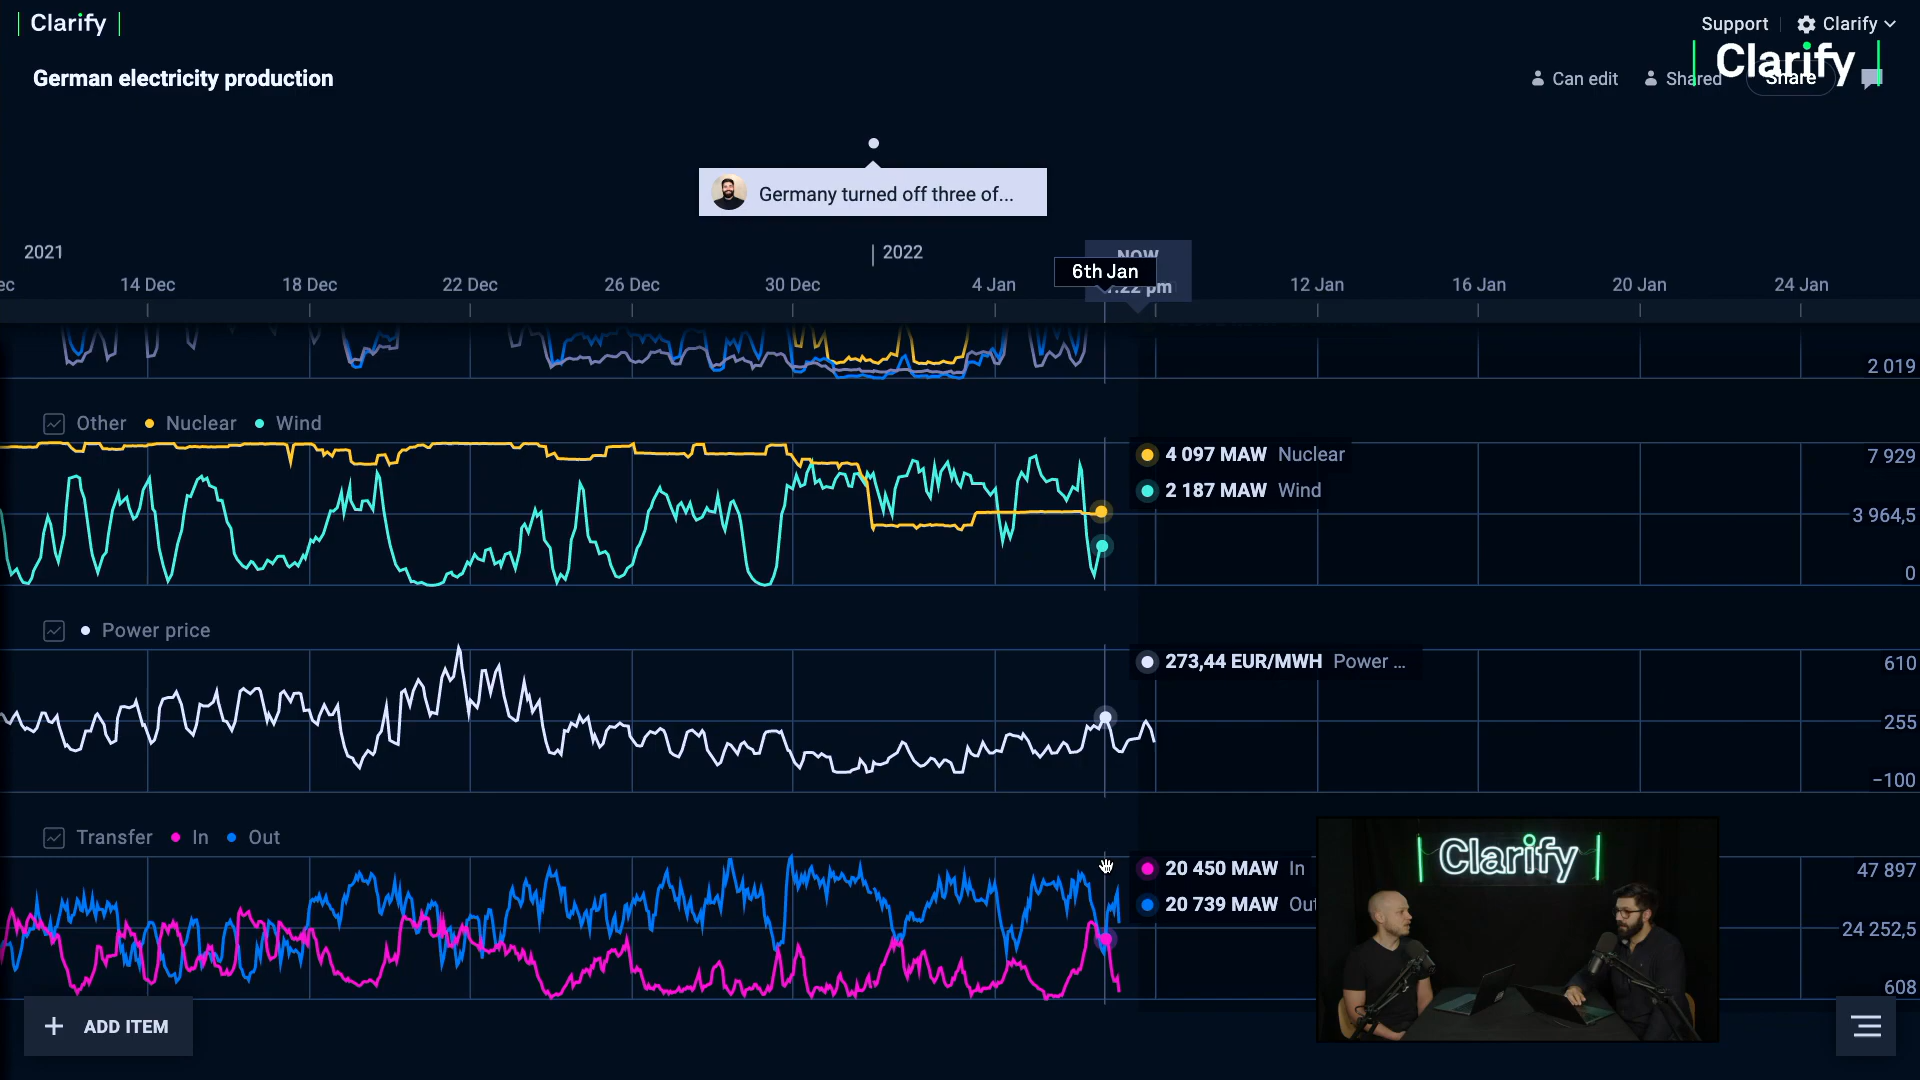 Clarify
Support
Clarify
Clarify
German electricity production
Can edit
Shared
Share
Germany turned off three of...
2021
2022
NOW
6th Jan
:22 pm
14 Dec
18 Dec
22 Dec
26 Dec
30 Dec
4 Jan
12 Jan
16 Jan
20 Jan
24 Jan
2 019
Other
Nuclear
Wind
4 097 MAW Nuclear
7 929
2 187 MAW Wind
3 964,5
0
Power price
273,44 EUR/MWH Power ...
610
255
−100
Transfer
In
Out
20 450 MAW In
47 897
20 739 MAW Out
24 252,5
608
Clarify
+ ADD ITEM